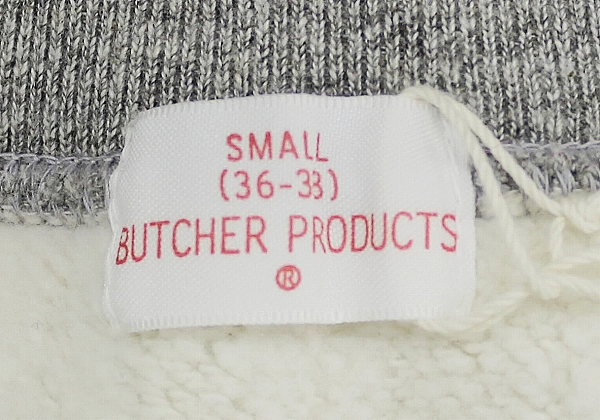 SMALL
(36-38)
BUTCHER PRODUCTS
®